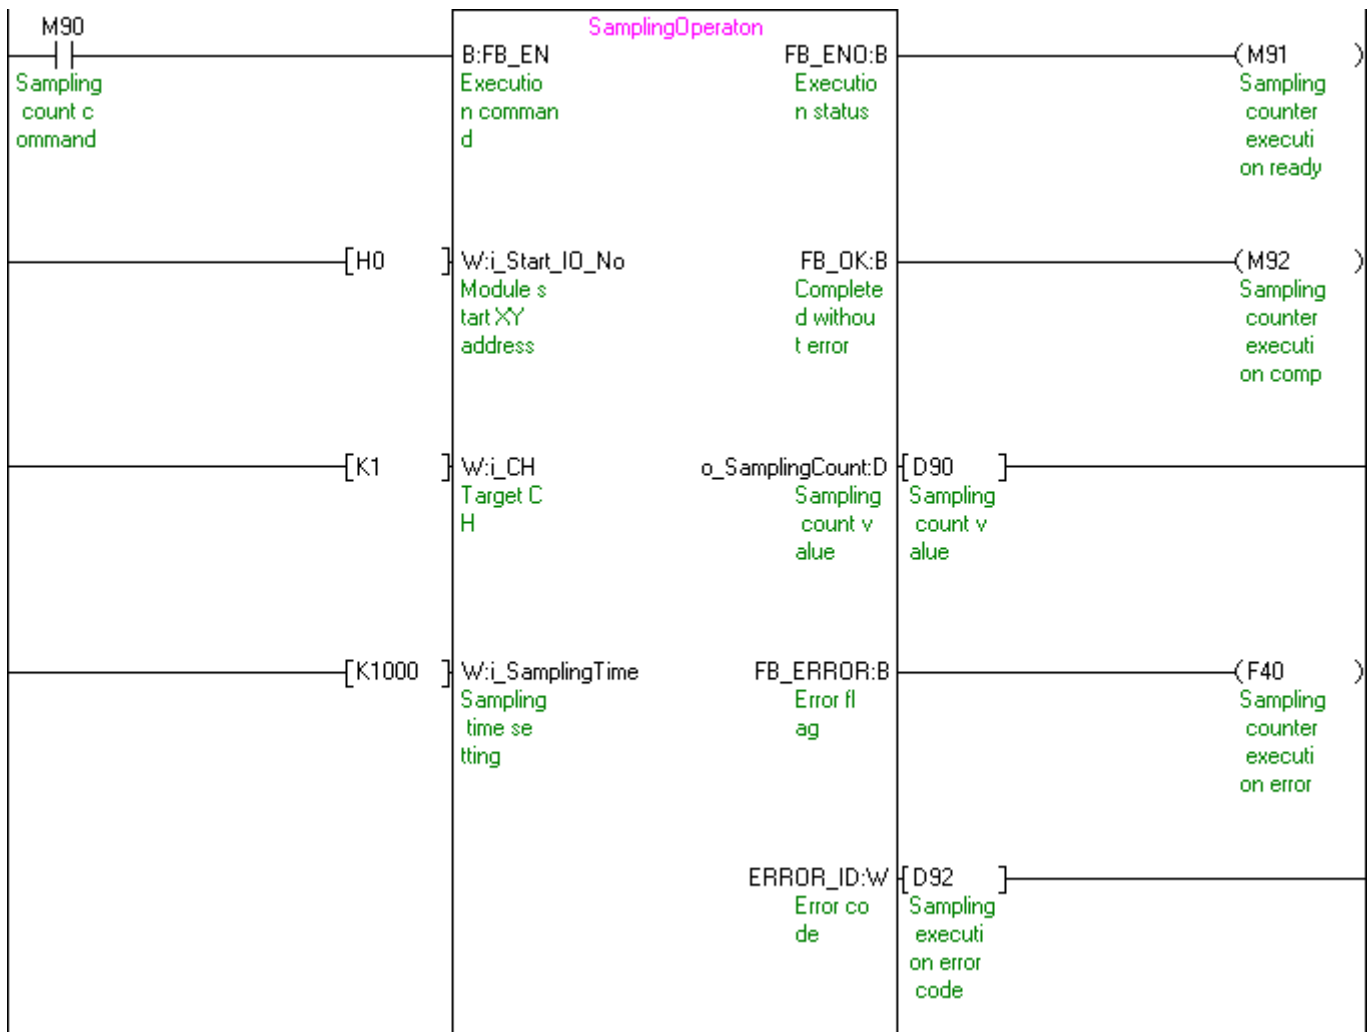 M90
SamplingOperaton
B:FB_EN
FB_ENO:B
M91
Sampling
count c
ommand
Executio
n comman
d
Executio
n status
Sampling
counter
executi
on ready
H0
W:i_Start_IO_No
FB_OK:B
M92
Module s
tart XY
address
Complete
d withou
t error
Sampling
counter
executi
on comp
K1
W:i_CH
o_SamplingCount:D
D90
Target C
H
Sampling
count v
alue
Sampling
count v
alue
K1000
W:i_SamplingTime
FB_ERROR:B
F40
Sampling
time se
tting
Error fl
ag
Sampling
counter
executi
on error
ERROR_ID:W
D92
Error co
de
Sampling
executi
on error
code